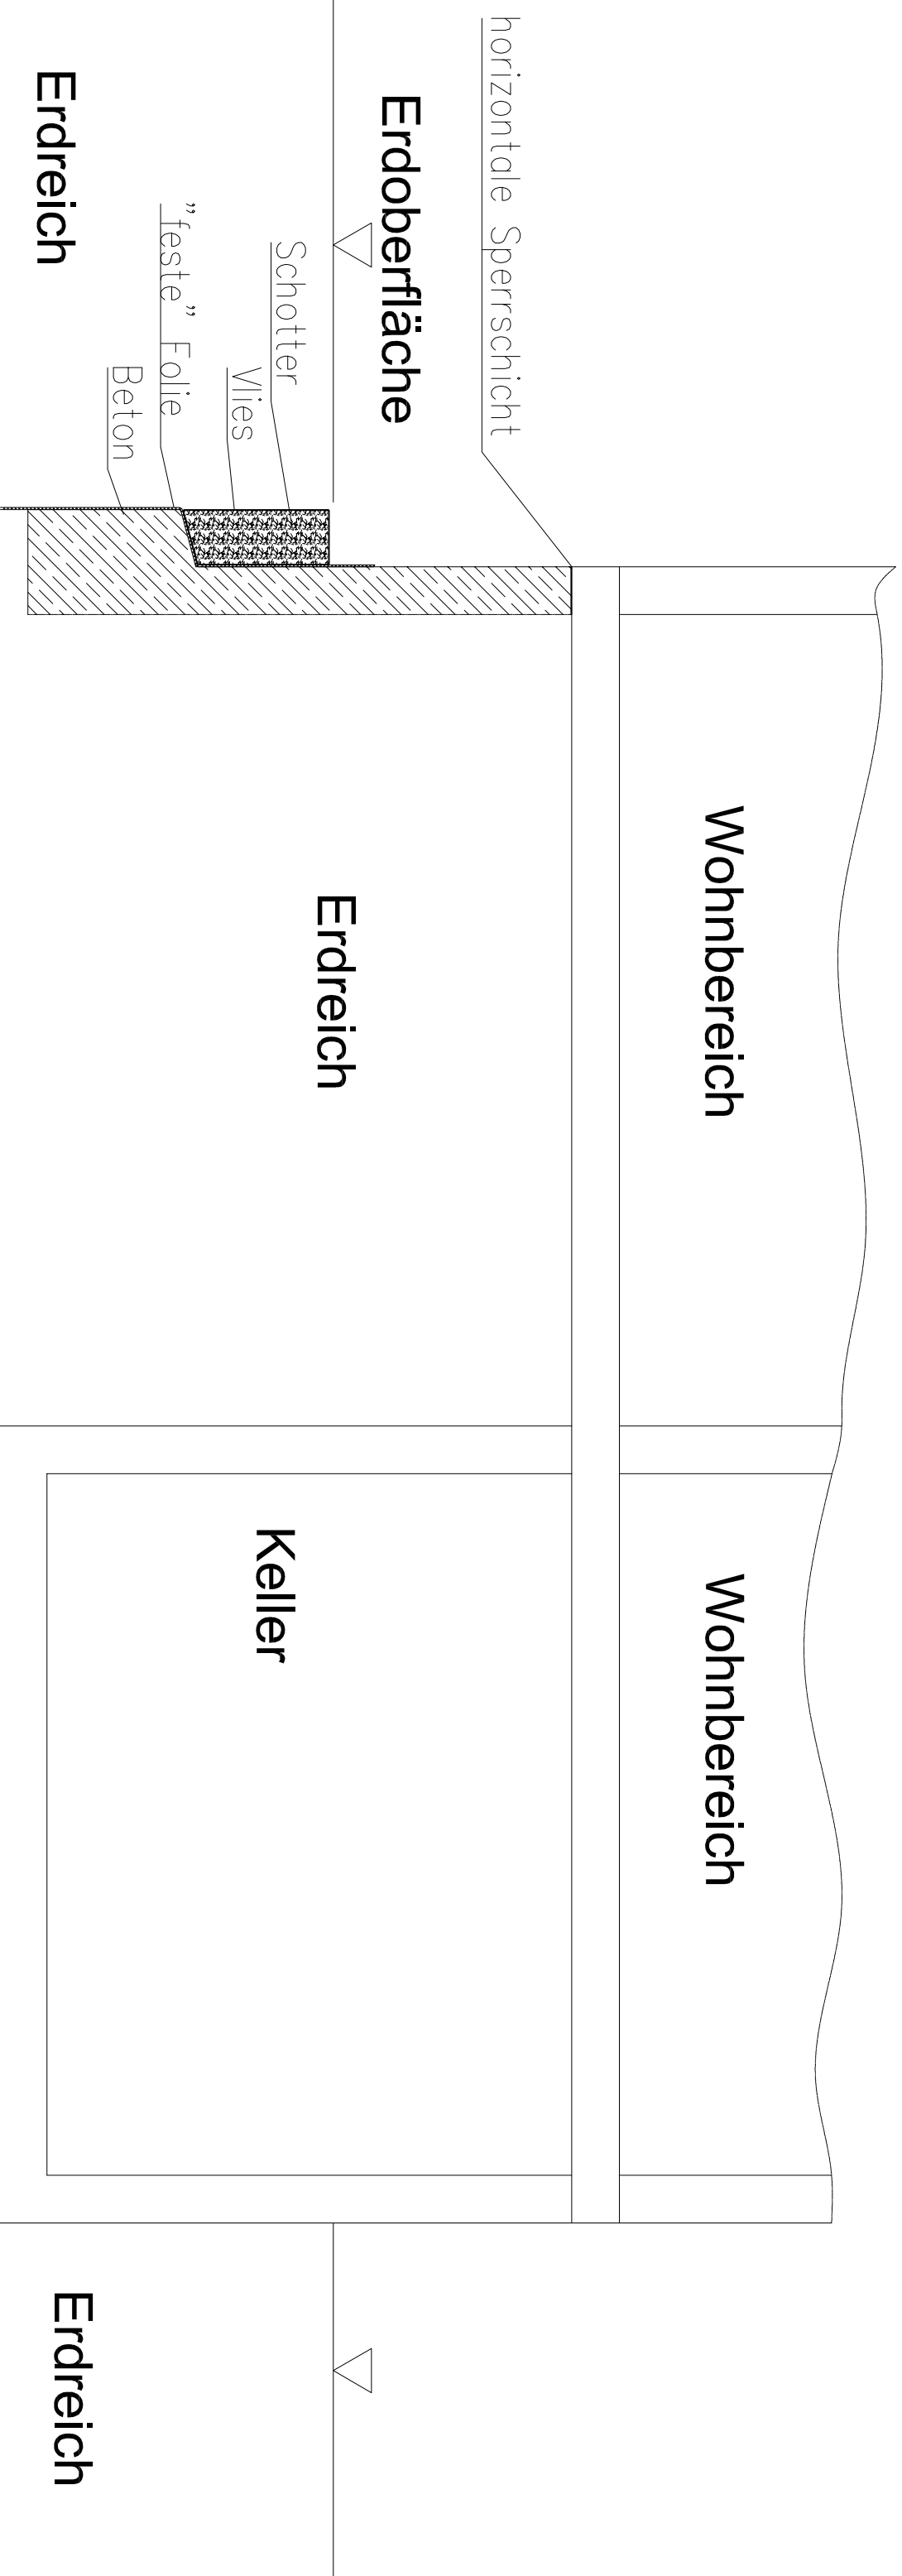 horizontale Sperrschicht
Erdoberfläche
Wohnbereich
Wohnbereich
Schotter
Vlies
"feste" Folie
Beton
Erdreich
Erdreich
Keller
Erdreich